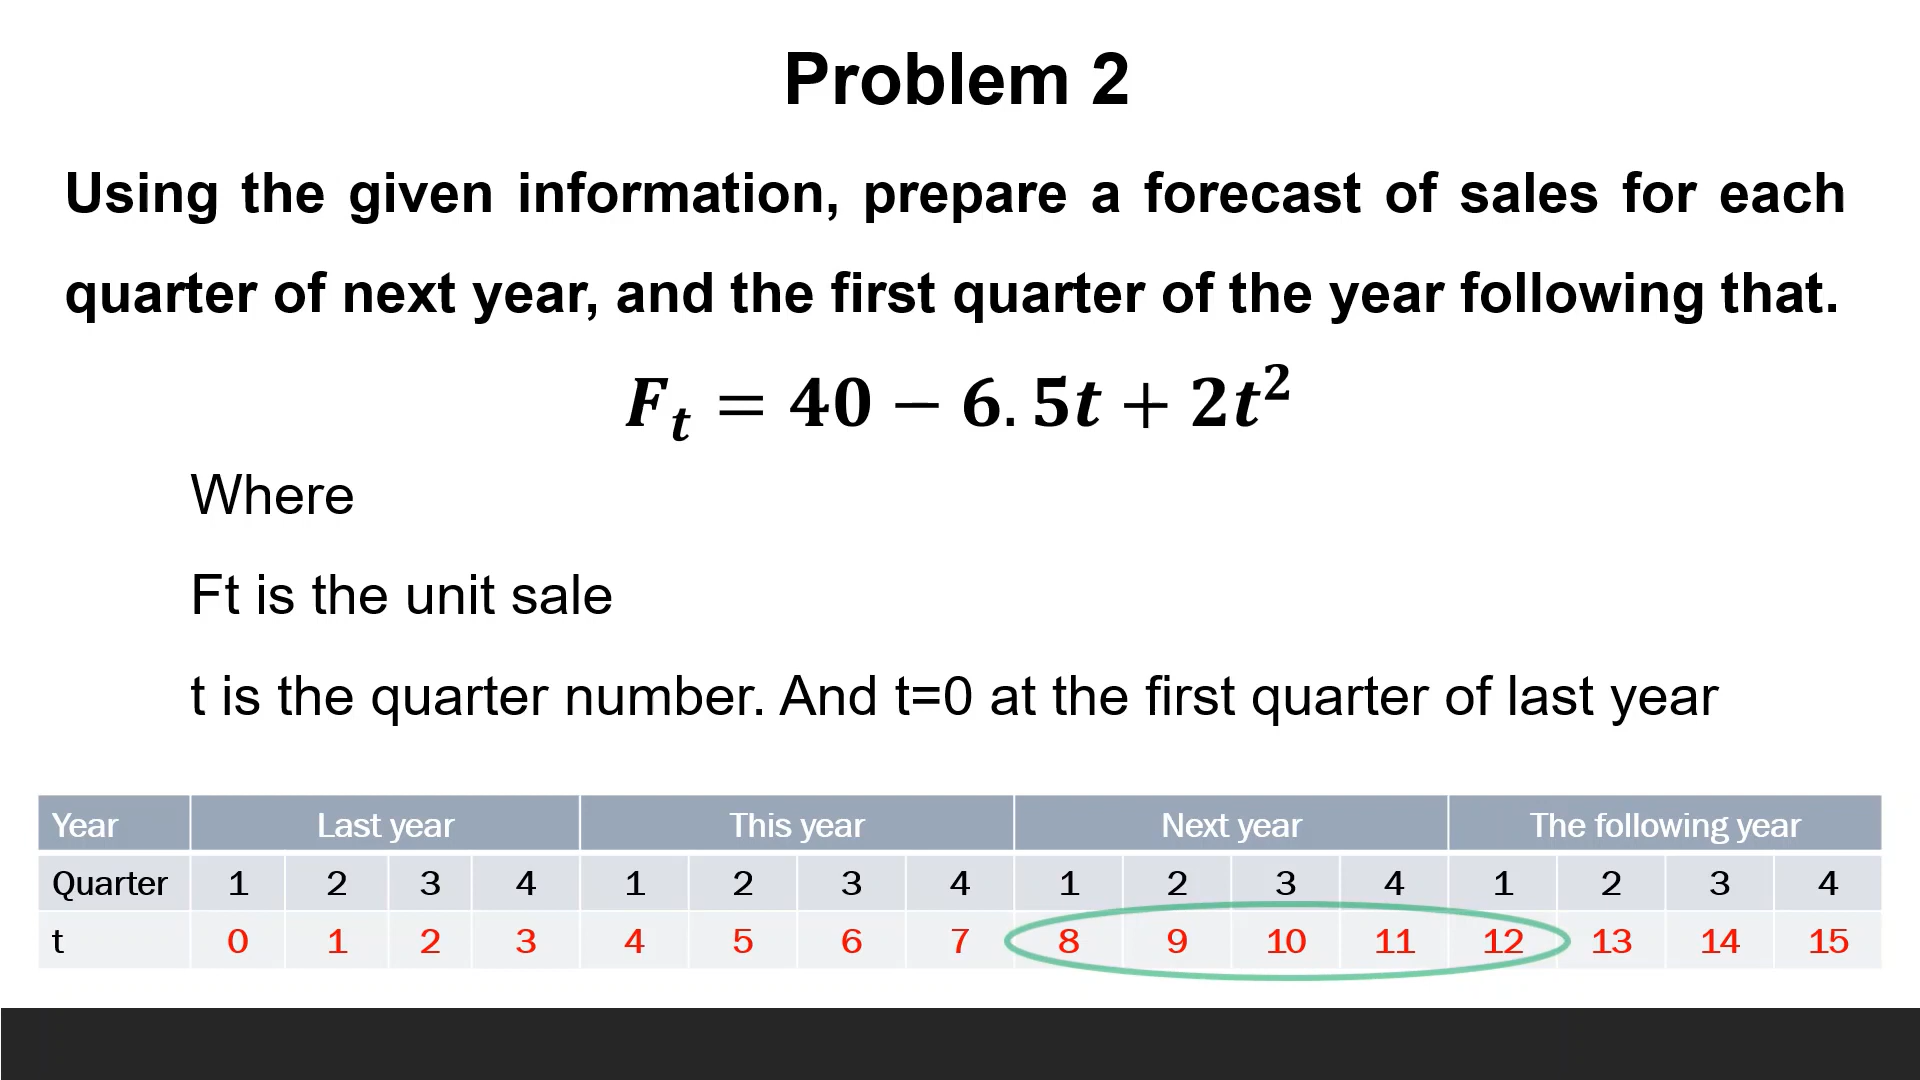 Problem 2
Using the given information, prepare a forecast of sales for each
quarter of next year, and the first quarter of the year following that.
𝑭ₜ = 𝟒𝟎 − 𝟔. 𝟓𝒕 + 𝟐𝒕²
Where
Ft is the unit sale
t is the quarter number. And t=0 at the first quarter of last year
Year Last year This year Next year The following year
Quarter 1 2 3 4 1 2 3 4 1 2 3 4 1 2 3 4
t 0 1 2 3 4 5 6 7 8 9 10 11 12 13 14 15